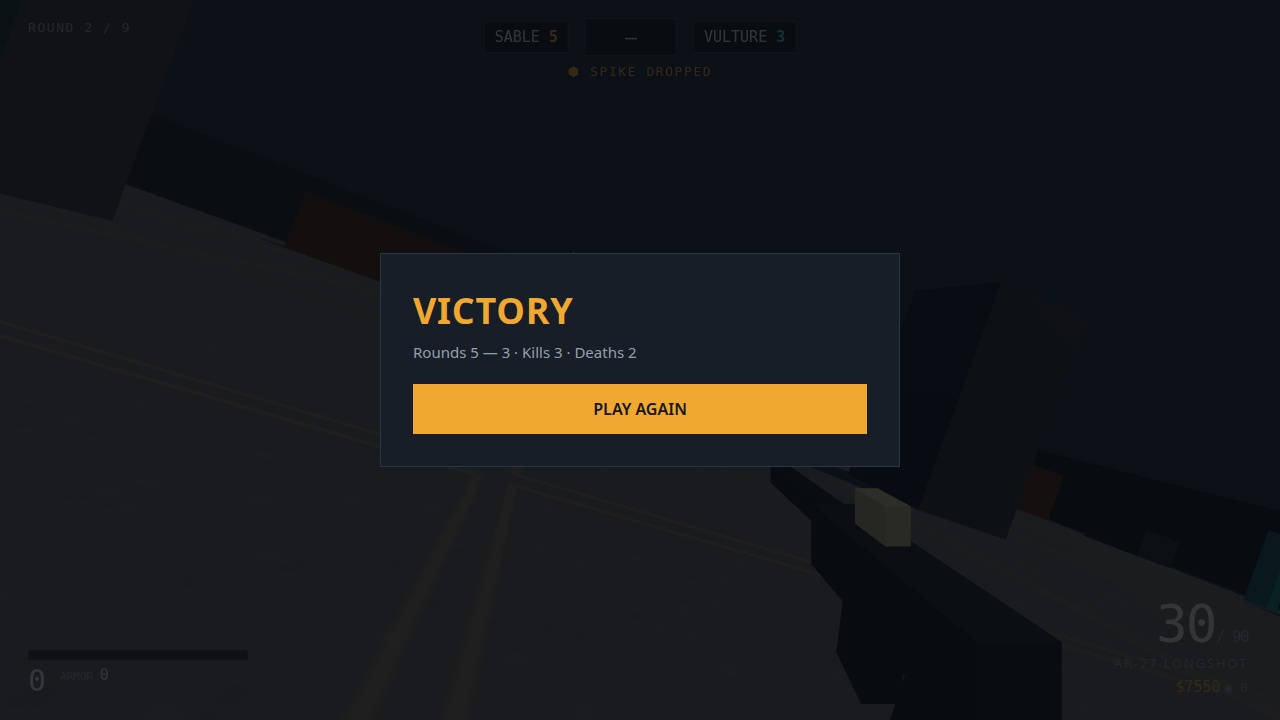 ROUND 2 / 9
SABLE 5
—
VULTURE 3
SPIKE DROPPED
VICTORY
Rounds 5 — 3 · Kills 3 · Deaths 2
PLAY AGAIN
30 / 90
AR-27 LONGSHOT
$7550 ◉ 0
0 ARMOR 0